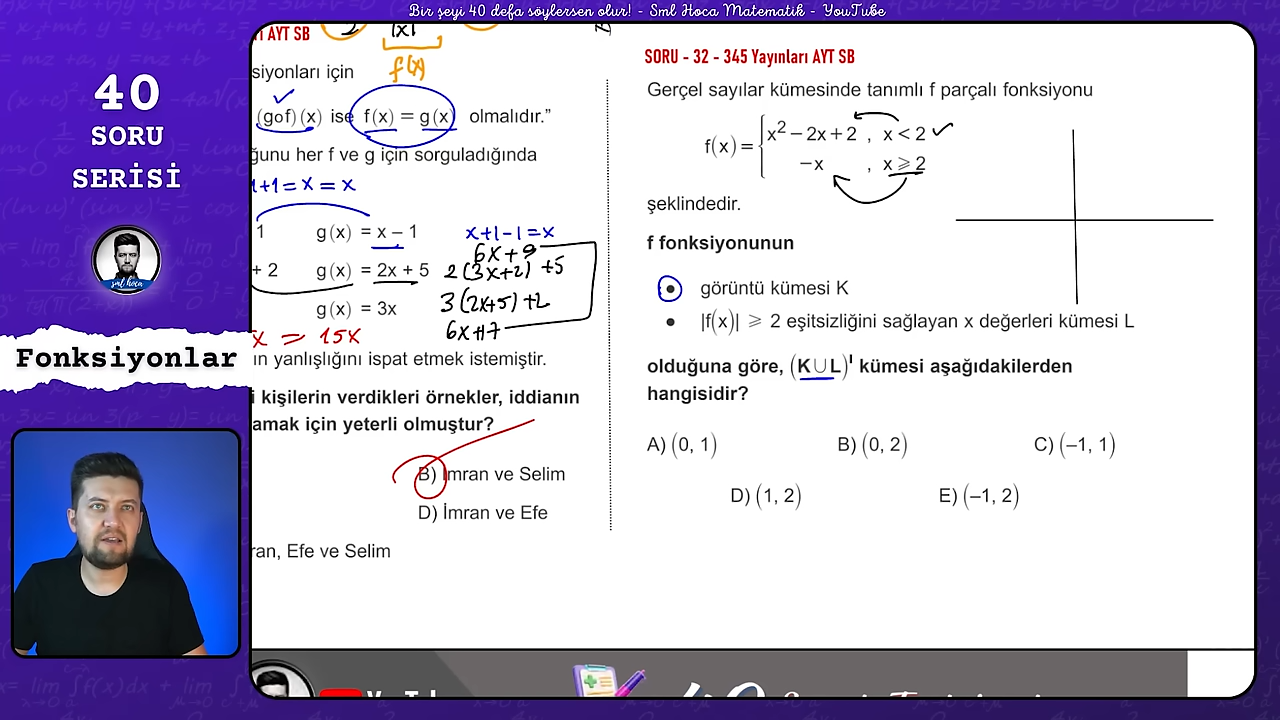 Bir şeyi 40 defa söylersen olur! - Sml Hoca Matematik - YouTube
40
SORU
SERİSİ
sml hoca
Fonksiyonlar
AYT SB
|x|
f(x)
siyonları için
(gof)(x) ise f(x) = g(x) olmalıdır.”
ğunu her f ve g için sorguladığında
+1 = x = x
1 g(x) = x – 1
x+1-1=x
6x+9
+ 2 g(x) = 2x + 5
2(3x+2)+5
g(x) = 3x
3(2x+5)+2
6x+17
x = 15x
ın yanlışlığını ispat etmek istemiştir.
i kişilerin verdikleri örnekler, iddianın
amak için yeterli olmuştur?
B) İmran ve Selim
D) İmran ve Efe
ran, Efe ve Selim
SORU - 32 - 345 Yayınları AYT SB
Gerçel sayılar kümesinde tanımlı f parçalı fonksiyonu
f(x) = { x² – 2x + 2 , x < 2
–x , x ⩾ 2
şeklindedir.
f fonksiyonunun
• görüntü kümesi K
• |f(x)| ⩾ 2 eşitsizliğini sağlayan x değerleri kümesi L
olduğuna göre, (K∪L)' kümesi aşağıdakilerden
hangisidir?
A) (0, 1) B) (0, 2) C) (–1, 1)
D) (1, 2) E) (–1, 2)